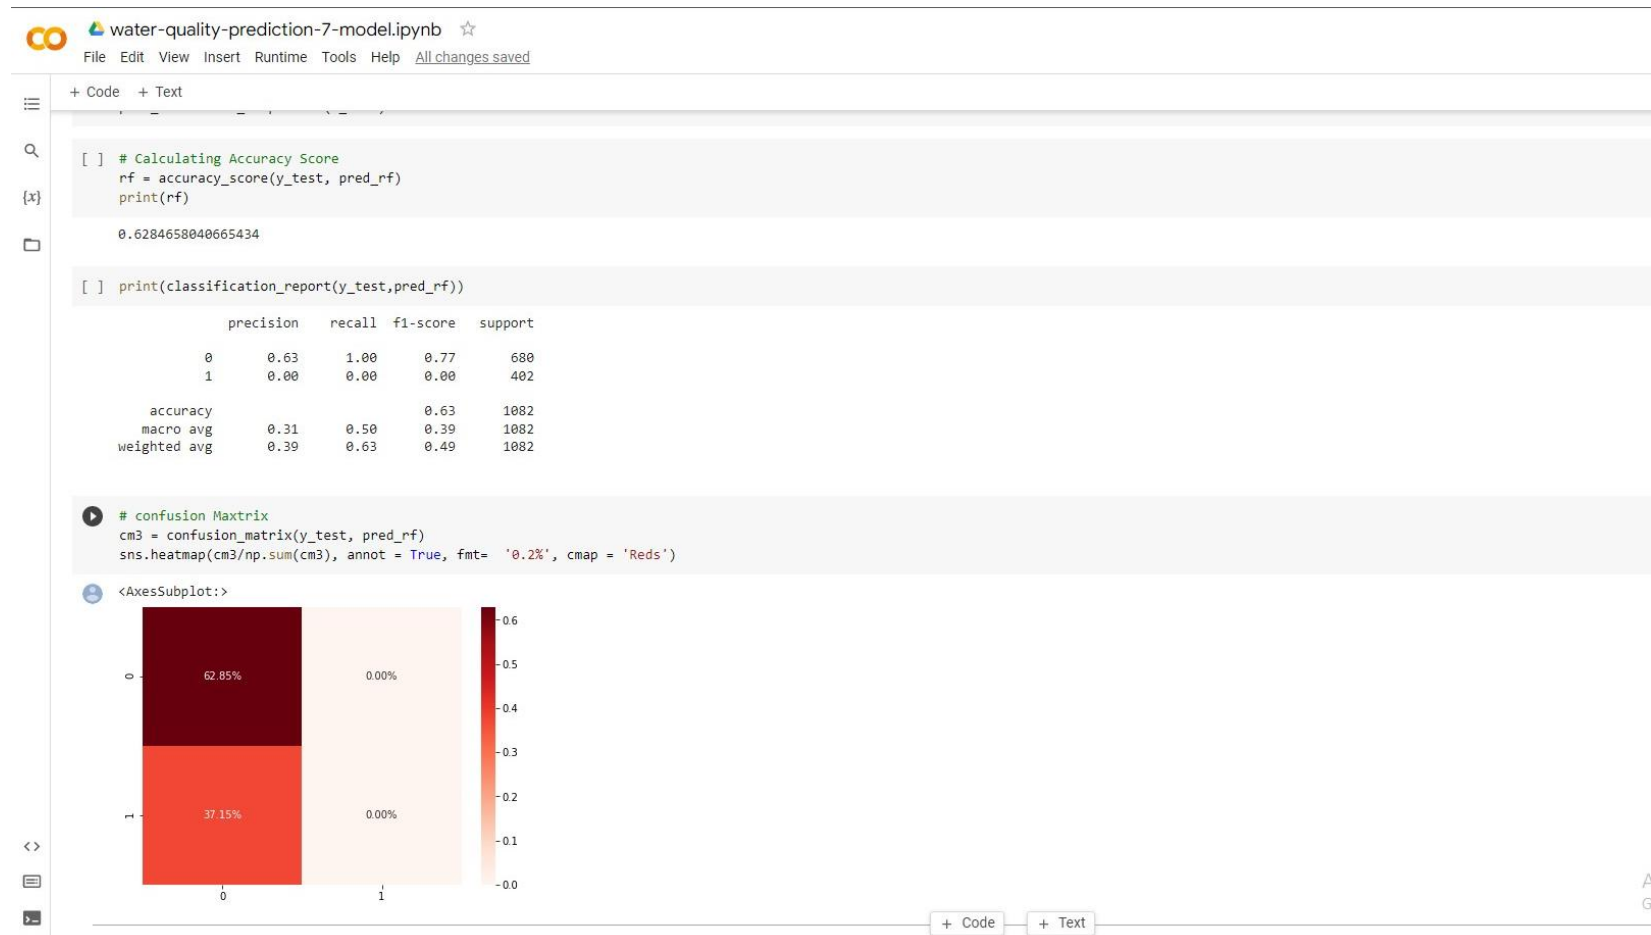 water-quality-prediction-7-model.ipynb
File Edit View Insert Runtime Tools Help All changes saved
+ Code + Text
[ ] # Calculating Accuracy Score
rf = accuracy_score(y_test, pred_rf)
print(rf)
0.6284658040665434
[ ] print(classification_report(y_test,pred_rf))
precision recall f1-score support
0 0.63 1.00 0.77 680
1 0.00 0.00 0.00 402
accuracy 0.63 1082
macro avg 0.31 0.50 0.39 1082
weighted avg 0.39 0.63 0.49 1082
# confusion Maxtrix
cm3 = confusion_matrix(y_test, pred_rf)
sns.heatmap(cm3/np.sum(cm3), annot = True, fmt= '0.2%', cmap = 'Reds')
<AxesSubplot:>
0.6
0.5
0.4
0.3
0.2
0.1
0.0
0
62.85% 0.00%
1
37.15% 0.00%
0 1
+ Code + Text